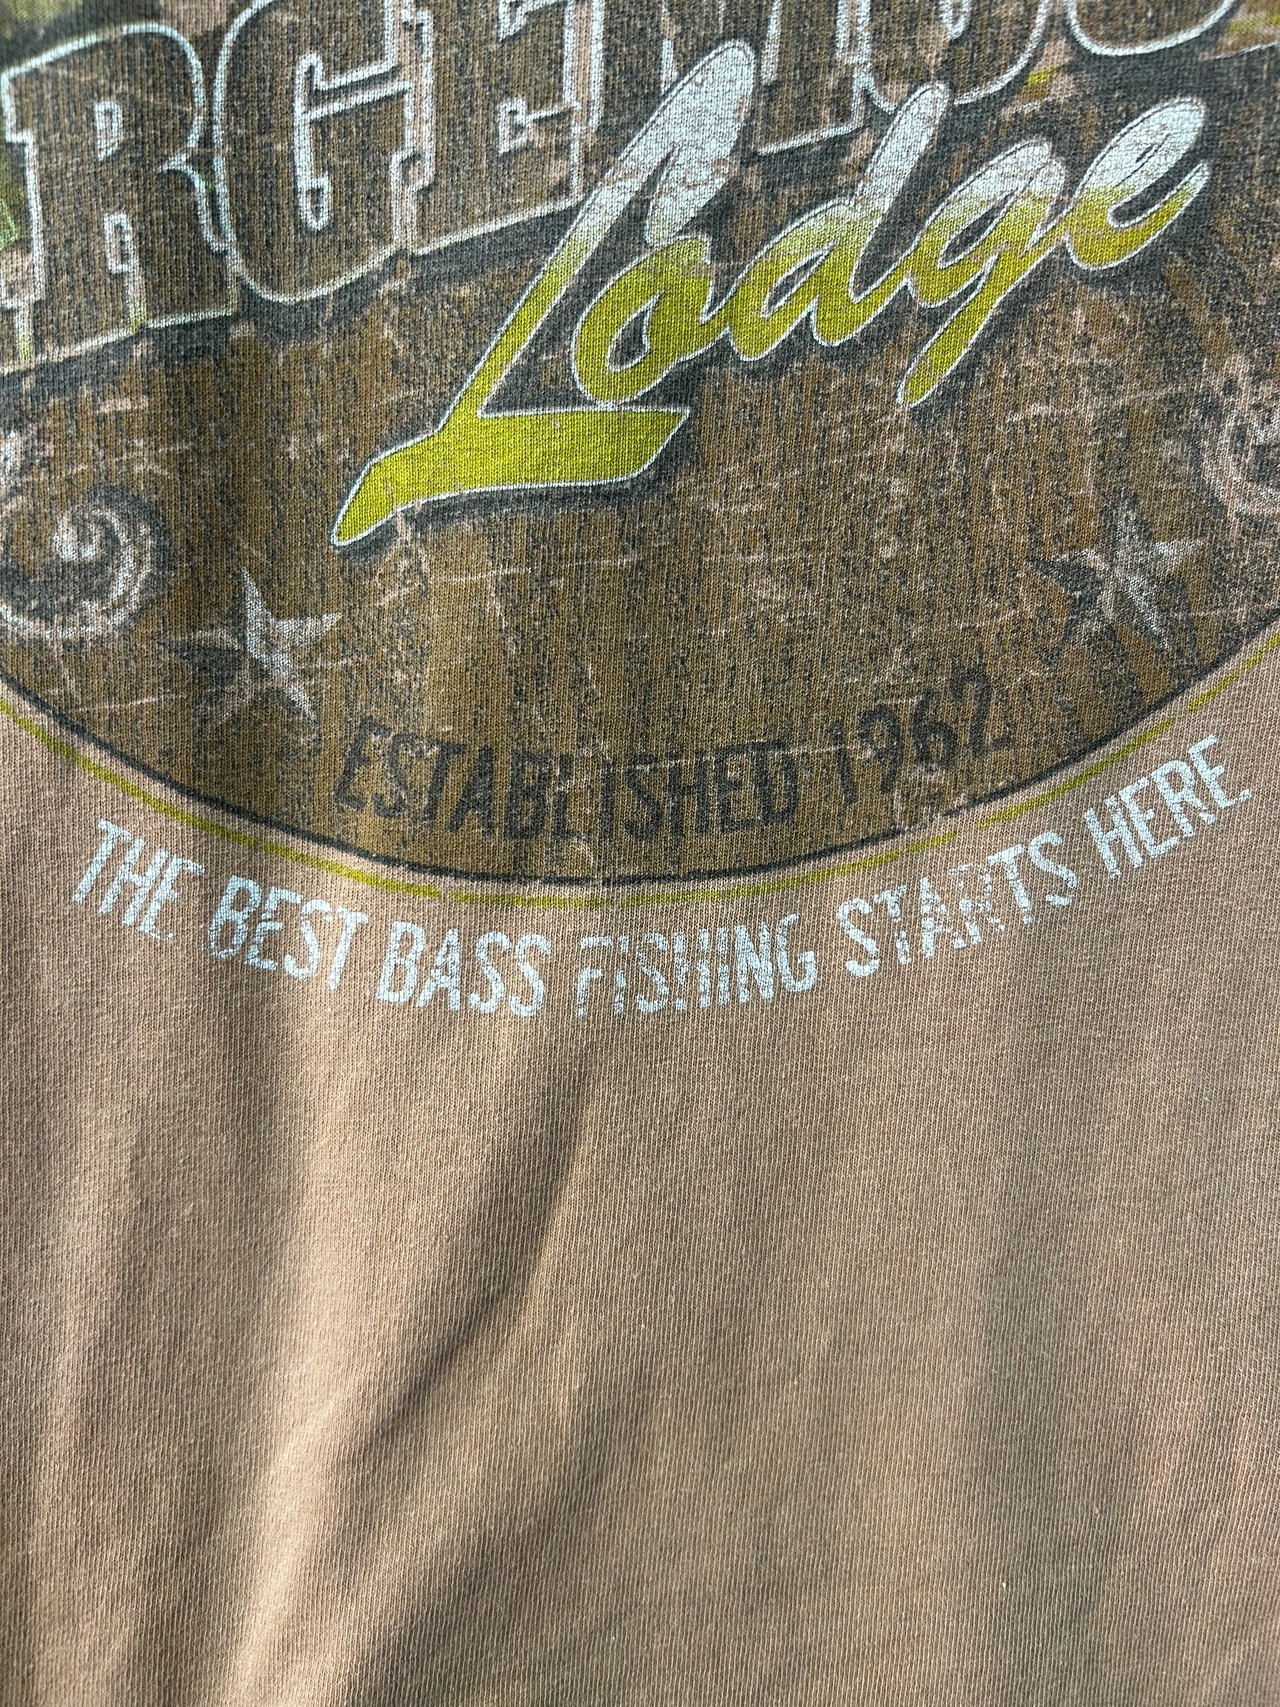 Lodge
ESTABLISHED 1962
THE BEST BASS FISHING STARTS HERE